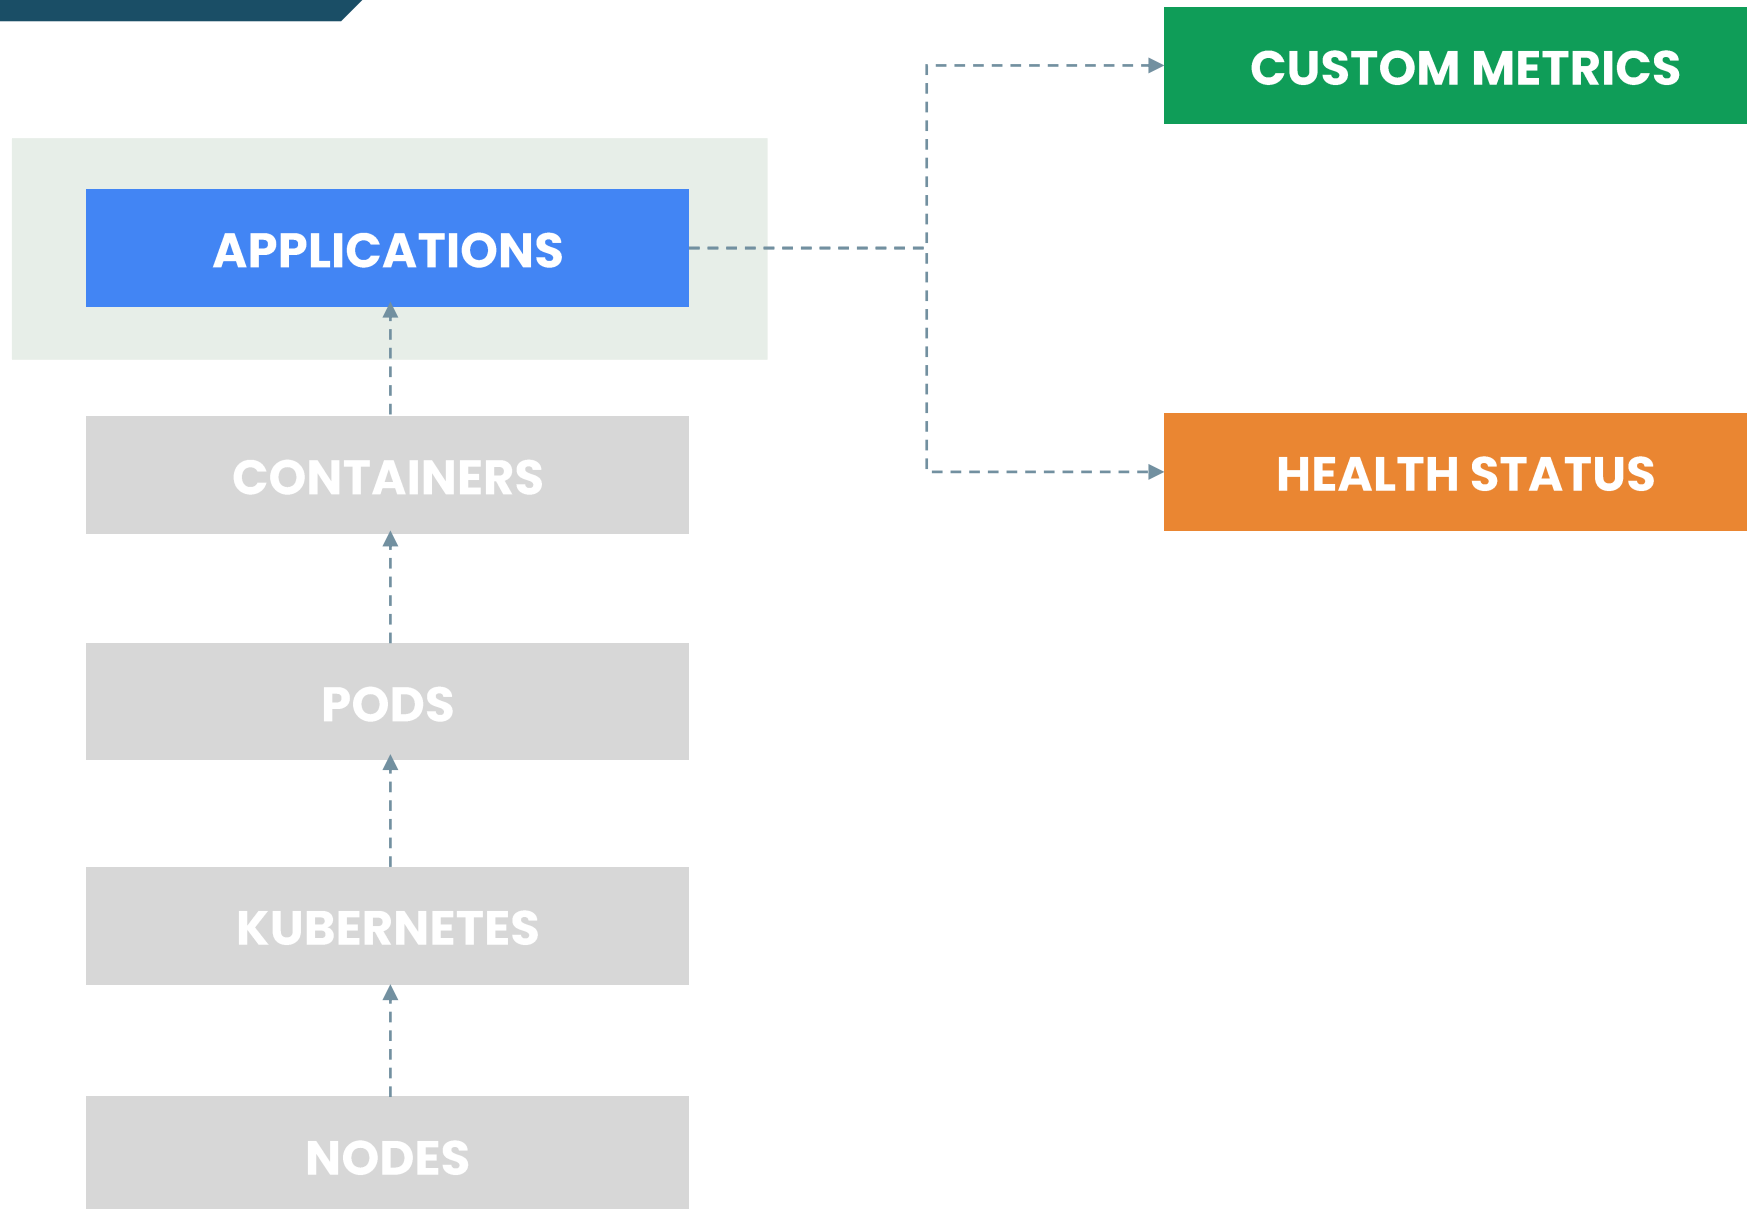 CUSTOM METRICS
APPLICATIONS
HEALTH STATUS
CONTAINERS
PODS
KUBERNETES
NODES